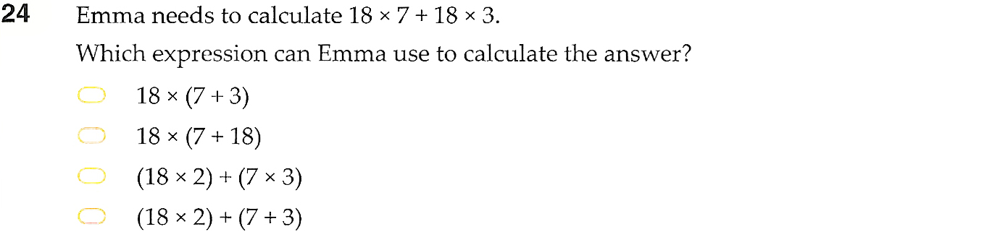 24 Emma needs to calculate 18 × 7 + 18 × 3.
Which expression can Emma use to calculate the answer?
18 × (7 + 3)
18 × (7 + 18)
(18 × 2) + (7 × 3)
(18 × 2) + (7 + 3)